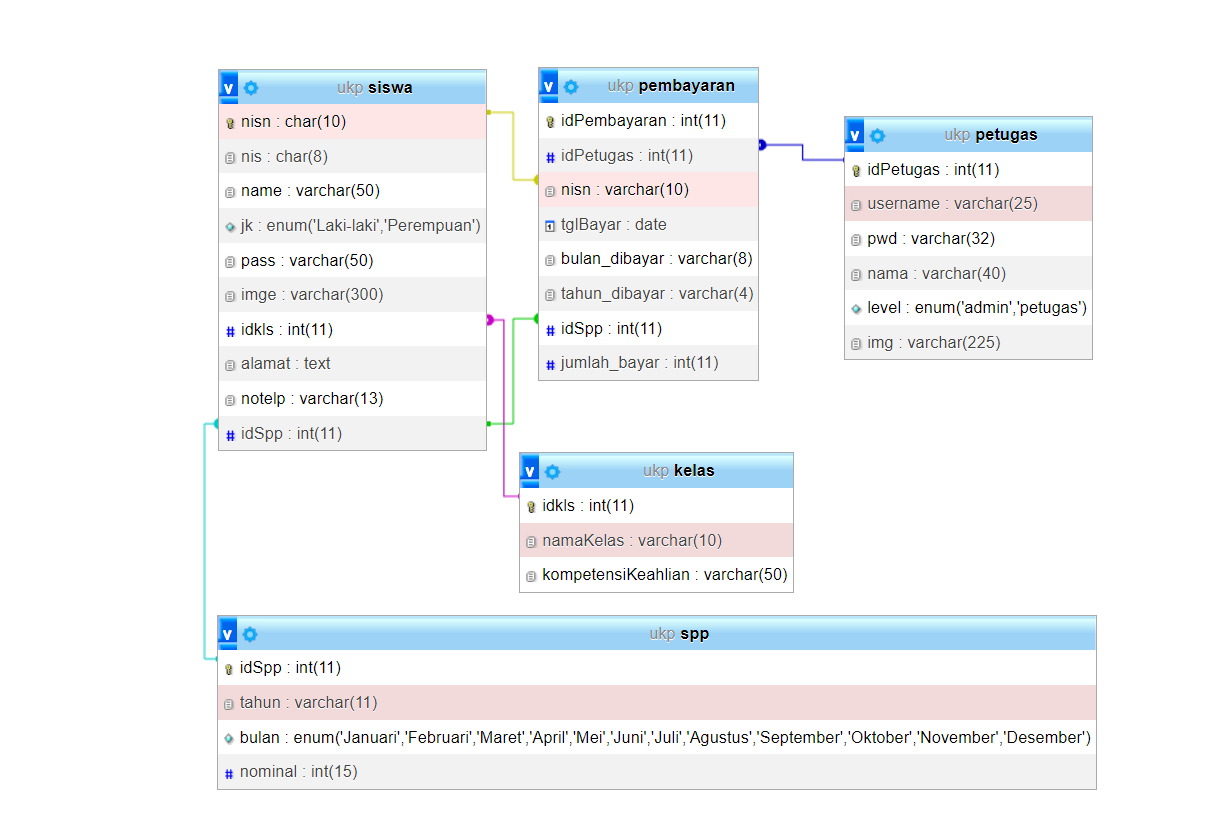 v ukp siswa
nisn : char(10)
nis : char(8)
name : varchar(50)
jk : enum('Laki-laki','Perempuan')
pass : varchar(50)
imge : varchar(300)
# idkls : int(11)
alamat : text
notelp : varchar(13)
# idSpp : int(11)
v ukp pembayaran
idPembayaran : int(11)
# idPetugas : int(11)
nisn : varchar(10)
tglBayar : date
bulan_dibayar : varchar(8)
tahun_dibayar : varchar(4)
# idSpp : int(11)
# jumlah_bayar : int(11)
v ukp petugas
idPetugas : int(11)
username : varchar(25)
pwd : varchar(32)
nama : varchar(40)
level : enum('admin','petugas')
img : varchar(225)
v ukp kelas
idkls : int(11)
namaKelas : varchar(10)
kompetensiKeahlian : varchar(50)
v ukp spp
idSpp : int(11)
tahun : varchar(11)
bulan : enum('Januari','Februari','Maret','April','Mei','Juni','Juli','Agustus','September','Oktober','November','Desember')
# nominal : int(15)